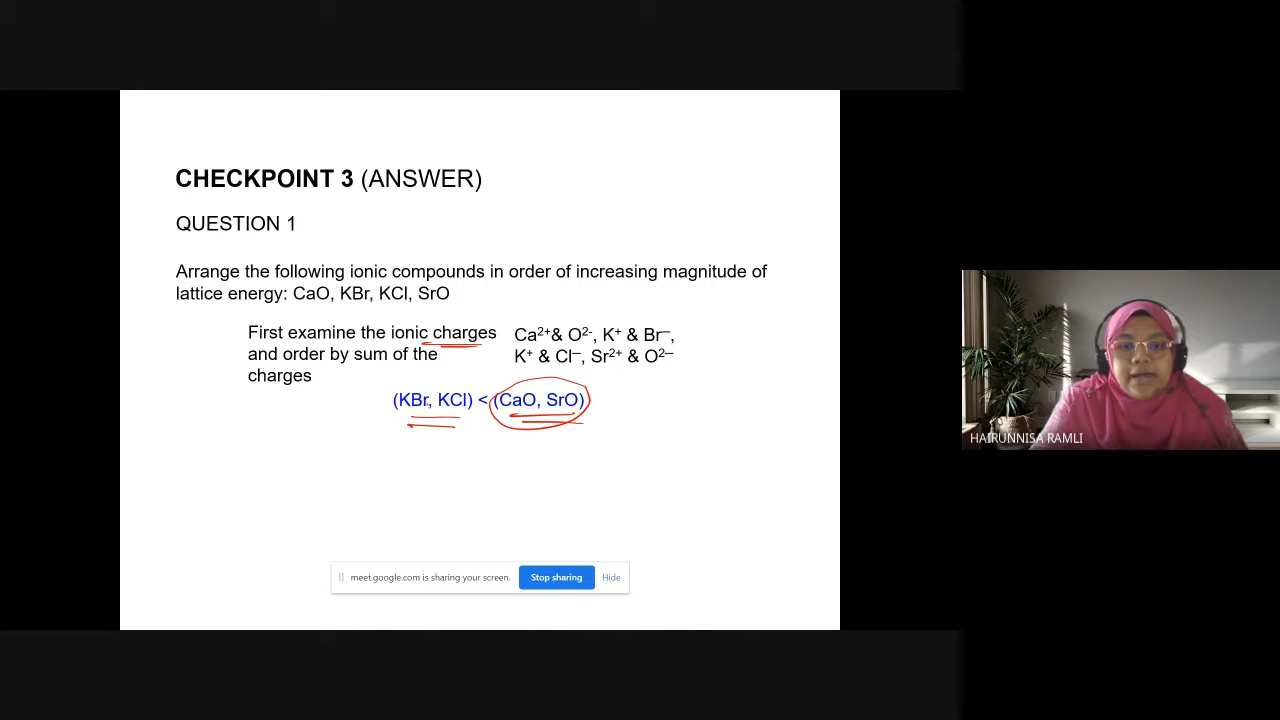 CHECKPOINT 3 (ANSWER)
QUESTION 1
Arrange the following ionic compounds in order of increasing magnitude of
lattice energy: CaO, KBr, KCl, SrO
First examine the ionic charges
and order by sum of the
charges
Ca²⁺& O²⁻, K⁺ & Br⁻,
K⁺ & Cl⁻, Sr²⁺ & O²⁻
(KBr, KCl) < (CaO, SrO)
meet.google.com is sharing your screen. Stop sharing Hide
HAIRUNNISA RAMLI